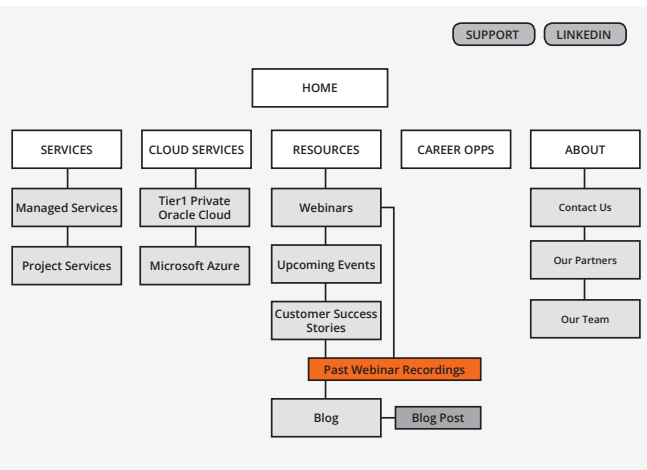 SUPPORT
LINKEDIN
HOME
SERVICES
CLOUD SERVICES
RESOURCES
CAREER OPPS
ABOUT
Managed Services
Project Services
Tier1 Private
Oracle Cloud
Microsoft Azure
Webinars
Upcoming Events
Customer Success
Stories
Past Webinar Recordings
Blog
Blog Post
Contact Us
Our Partners
Our Team